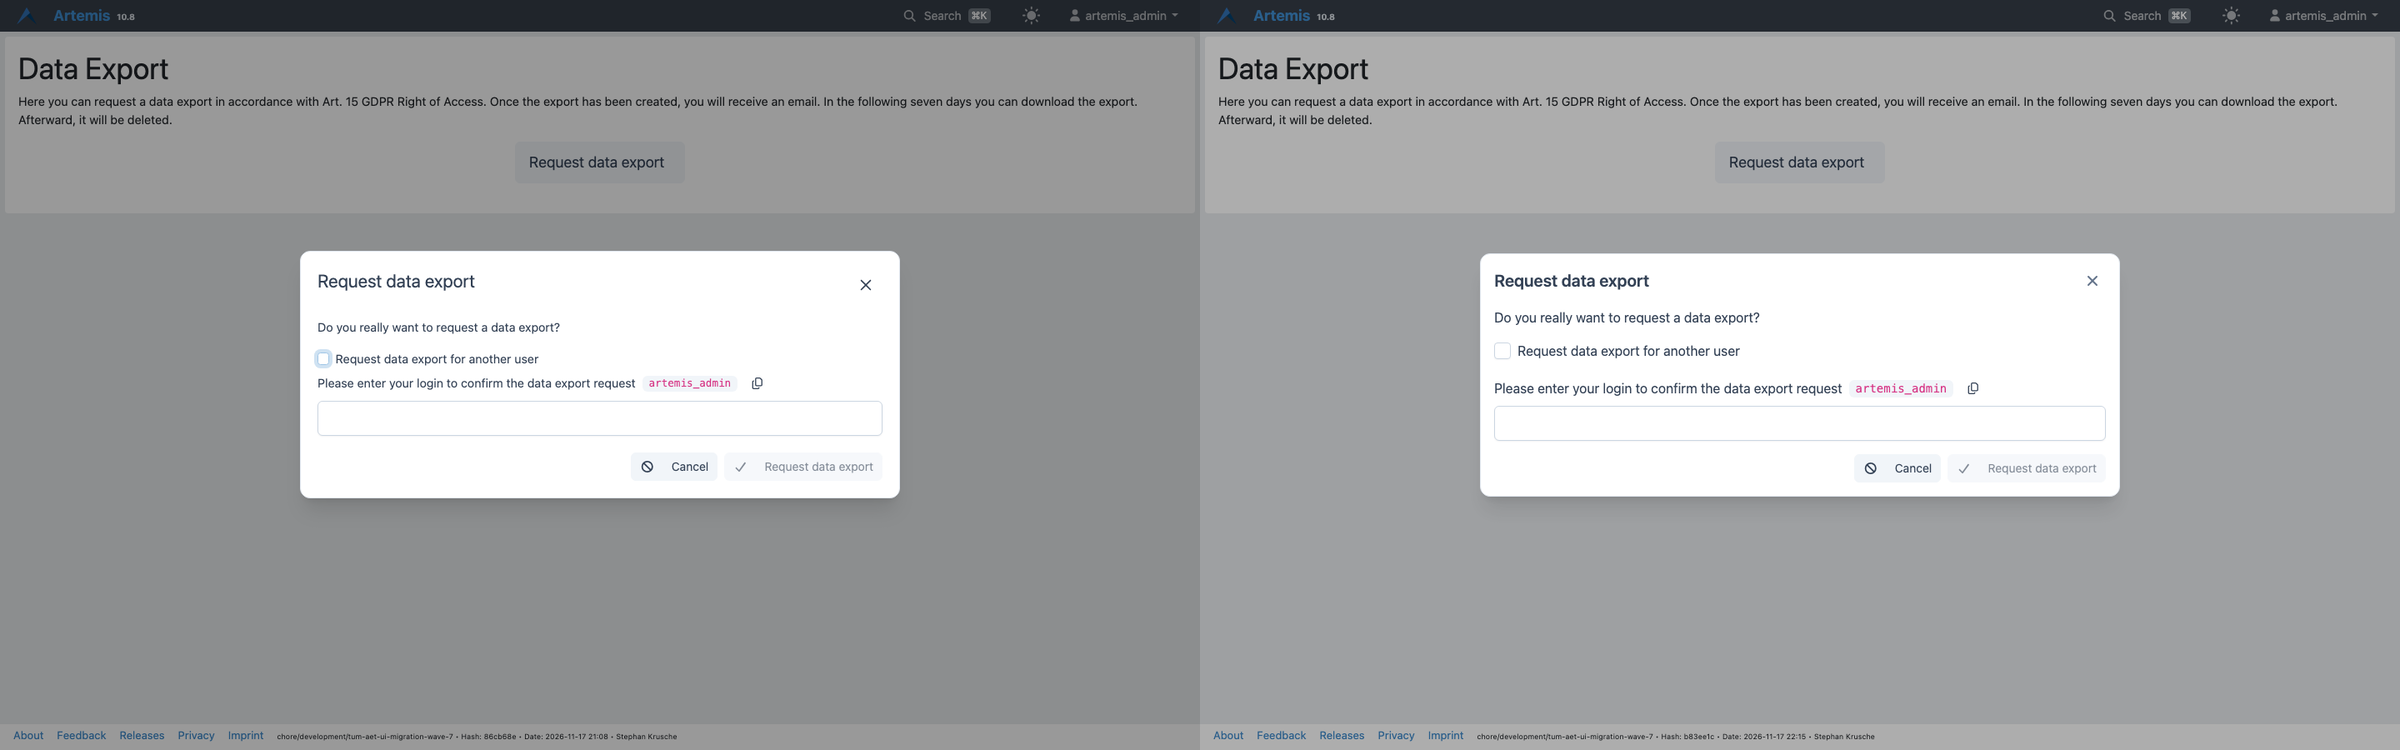 Artemis 10.8 Search ⌘K artemis_admin
Data Export
Here you can request a data export in accordance with Art. 15 GDPR Right of Access. Once the export has been created, you will receive an email. In the following seven days you can download the export.
Afterward, it will be deleted.
Request data export
Request data export
Do you really want to request a data export?
Request data export for another user
Please enter your login to confirm the data export request artemis_admin
Cancel Request data export
About Feedback Releases Privacy Imprint chore/development/tum-aet-ui-migration-wave-7 • Hash: 86cb68e • Date: 2026-11-17 21:08 • Stephan Krusche
Artemis 10.8 Search ⌘K artemis_admin
Data Export
Here you can request a data export in accordance with Art. 15 GDPR Right of Access. Once the export has been created, you will receive an email. In the following seven days you can download the export.
Afterward, it will be deleted.
Request data export
Request data export
Do you really want to request a data export?
Request data export for another user
Please enter your login to confirm the data export request artemis_admin
Cancel Request data export
About Feedback Releases Privacy Imprint chore/development/tum-aet-ui-migration-wave-7 • Hash: b83ee1c • Date: 2026-11-17 22:15 • Stephan Krusche